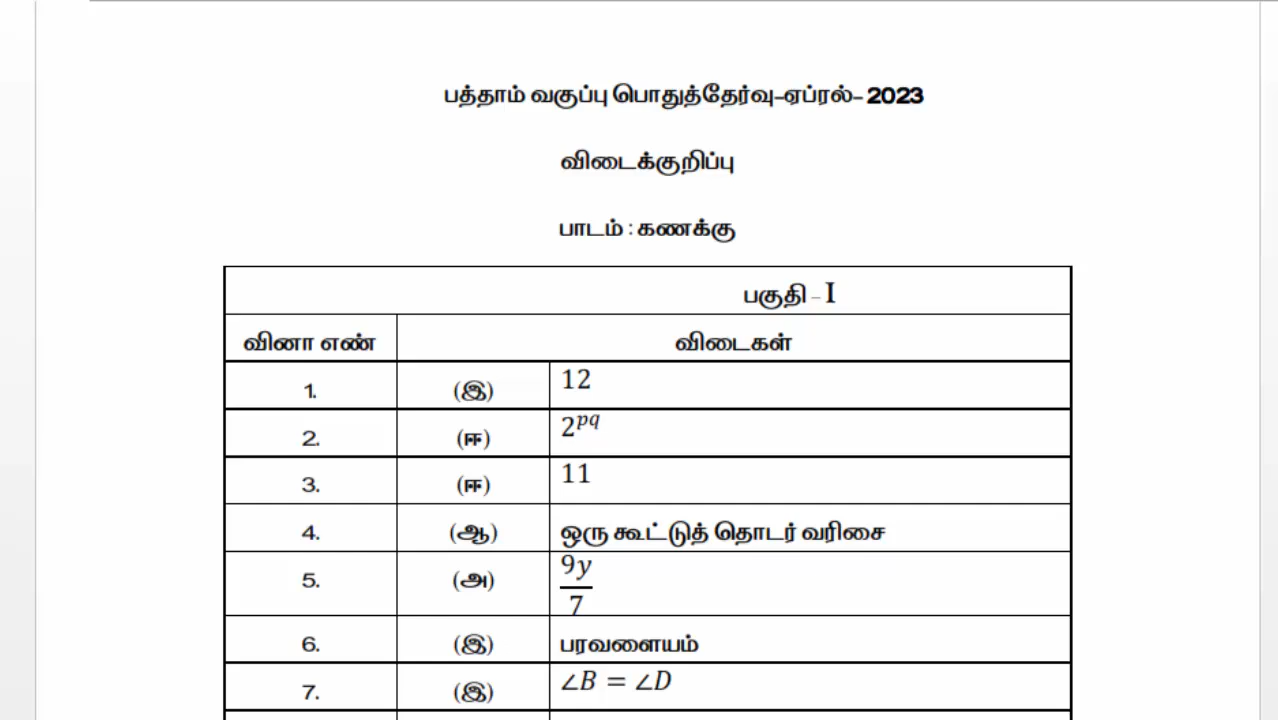 பத்தாம் வகுப்பு பொதுத்தேர்வு-ஏப்ரல்- 2023
விடைக்குறிப்பு
பாடம் : கணக்கு
பகுதி - I
வினா எண் விடைகள்
1. (இ) 12
2. (ஈ) 2^{pq}
3. (ஈ) 11
4. (ஆ) ஒரு கூட்டுத் தொடர் வரிசை
5. (அ) 9y/7
6. (இ) பரவளையம்
7. (இ) ∠B = ∠D